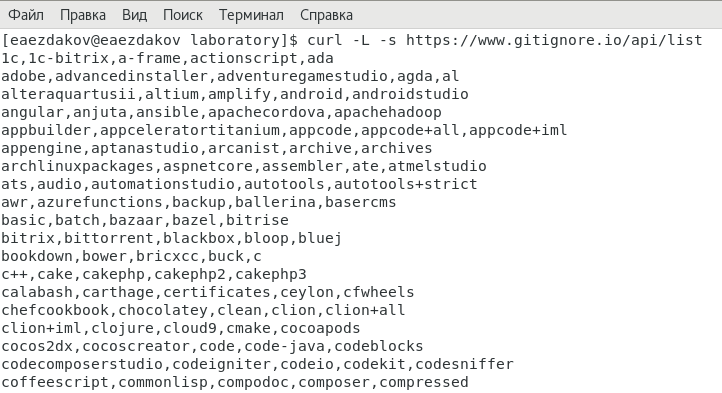 Файл Правка Вид Поиск Терминал Справка
[eaezdakov@eaezdakov laboratory]$ curl -L -s https://www.gitignore.io/api/list
1c,1c-bitrix,a-frame,actionscript,ada
adobe,advancedinstaller,adventuregamestudio,agda,al
alteraquartusii,altium,amplify,android,androidstudio
angular,anjuta,ansible,apachecordova,apachehadoop
appbuilder,appceleratortitanium,appcode,appcode+all,appcode+iml
appengine,aptanastudio,arcanist,archive,archives
archlinuxpackages,aspnetcore,assembler,ate,atmelstudio
ats,audio,automationstudio,autotools,autotools+strict
awr,azurefunctions,backup,ballerina,basercms
basic,batch,bazaar,bazel,bitrise
bitrix,bittorrent,blackbox,bloop,bluej
bookdown,bower,bricxcc,buck,c
c++,cake,cakephp,cakephp2,cakephp3
calabash,carthage,certificates,ceylon,cfwheels
chefcookbook,chocolatey,clean,clion,clion+all
clion+iml,clojure,cloud9,cmake,cocoapods
cocos2dx,cocoscreator,code,code-java,codeblocks
codecomposerstudio,codeigniter,codeio,codekit,codesniffer
coffeescript,commonlisp,compodoc,composer,compressed